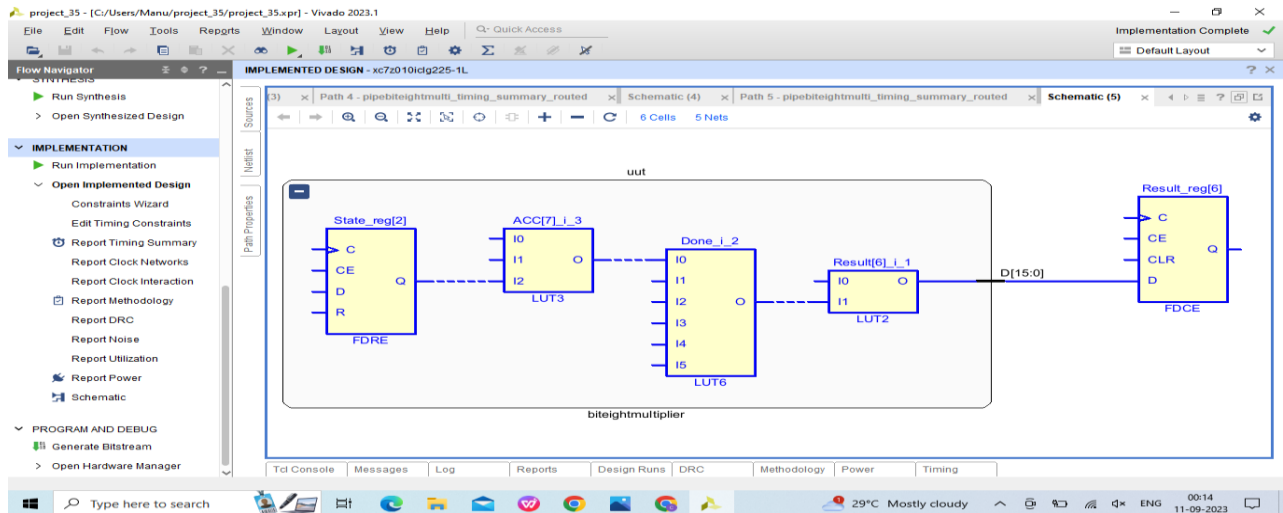 project_35 - [C:/Users/Manu/project_35/project_35.xpr] - Vivado 2023.1
File Edit Flow Tools Reports Window Layout View Help Q- Quick Access Implementation Complete
Default Layout
Flow Navigator IMPLEMENTED DESIGN - xc7z010iclg225-1L
SYNTHESIS
Run Synthesis
Open Synthesized Design
IMPLEMENTATION
Run Implementation
Open Implemented Design
Constraints Wizard
Edit Timing Constraints
Report Timing Summary
Report Clock Networks
Report Clock Interaction
Report Methodology
Report DRC
Report Noise
Report Utilization
Report Power
Schematic
PROGRAM AND DEBUG
Generate Bitstream
Open Hardware Manager
Sources
Netlist
Path Properties
(3) Path 4 - pipebiteightmulti_timing_summary_routed Schematic (4) Path 5 - pipebiteightmulti_timing_summary_routed Schematic (5)
6 Cells 5 Nets
uut
State_reg[2]
C
CE
D
R
Q
FDRE
ACC[7]_i_3
I0
I1
I2
O
LUT3
Done_i_2
I0
I1
I2
I3
I4
I5
O
LUT6
Result[6]_i_1
I0
I1
O
LUT2
D[15:0]
Result_reg[6]
C
CE
CLR
D
Q
FDCE
biteightmultiplier
Tcl Console Messages Log Reports Design Runs DRC Methodology Power Timing
Type here to search 29°C Mostly cloudy ENG 00:14
11-09-2023